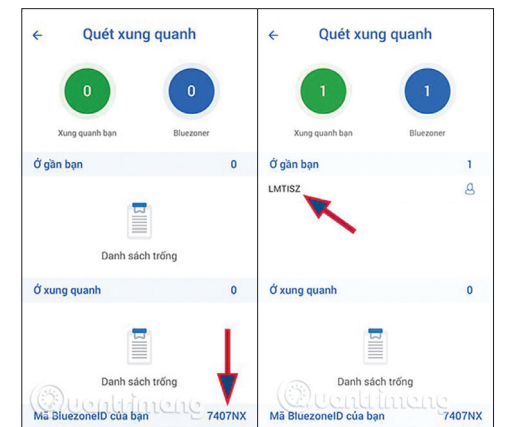 ← Quét xung quanh
0 0
Xung quanh bạn Bluezoner
Ở gần bạn 0
Danh sách trống
Ở xung quanh 0
Danh sách trống
Mã BluezoneID của bạn 7407NX
Quantrimang
← Quét xung quanh
1 1
Xung quanh bạn Bluezoner
Ở gần bạn 1
LMTISZ
Ở xung quanh 0
Danh sách trống
Mã BluezoneID của bạn 7407NX
Quantrimang